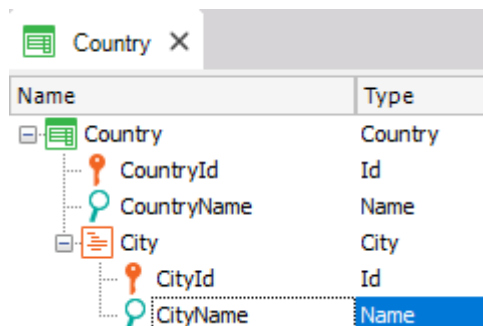 Country
Name Type
Country Country
CountryId Id
CountryName Name
City City
CityId Id
CityName Name